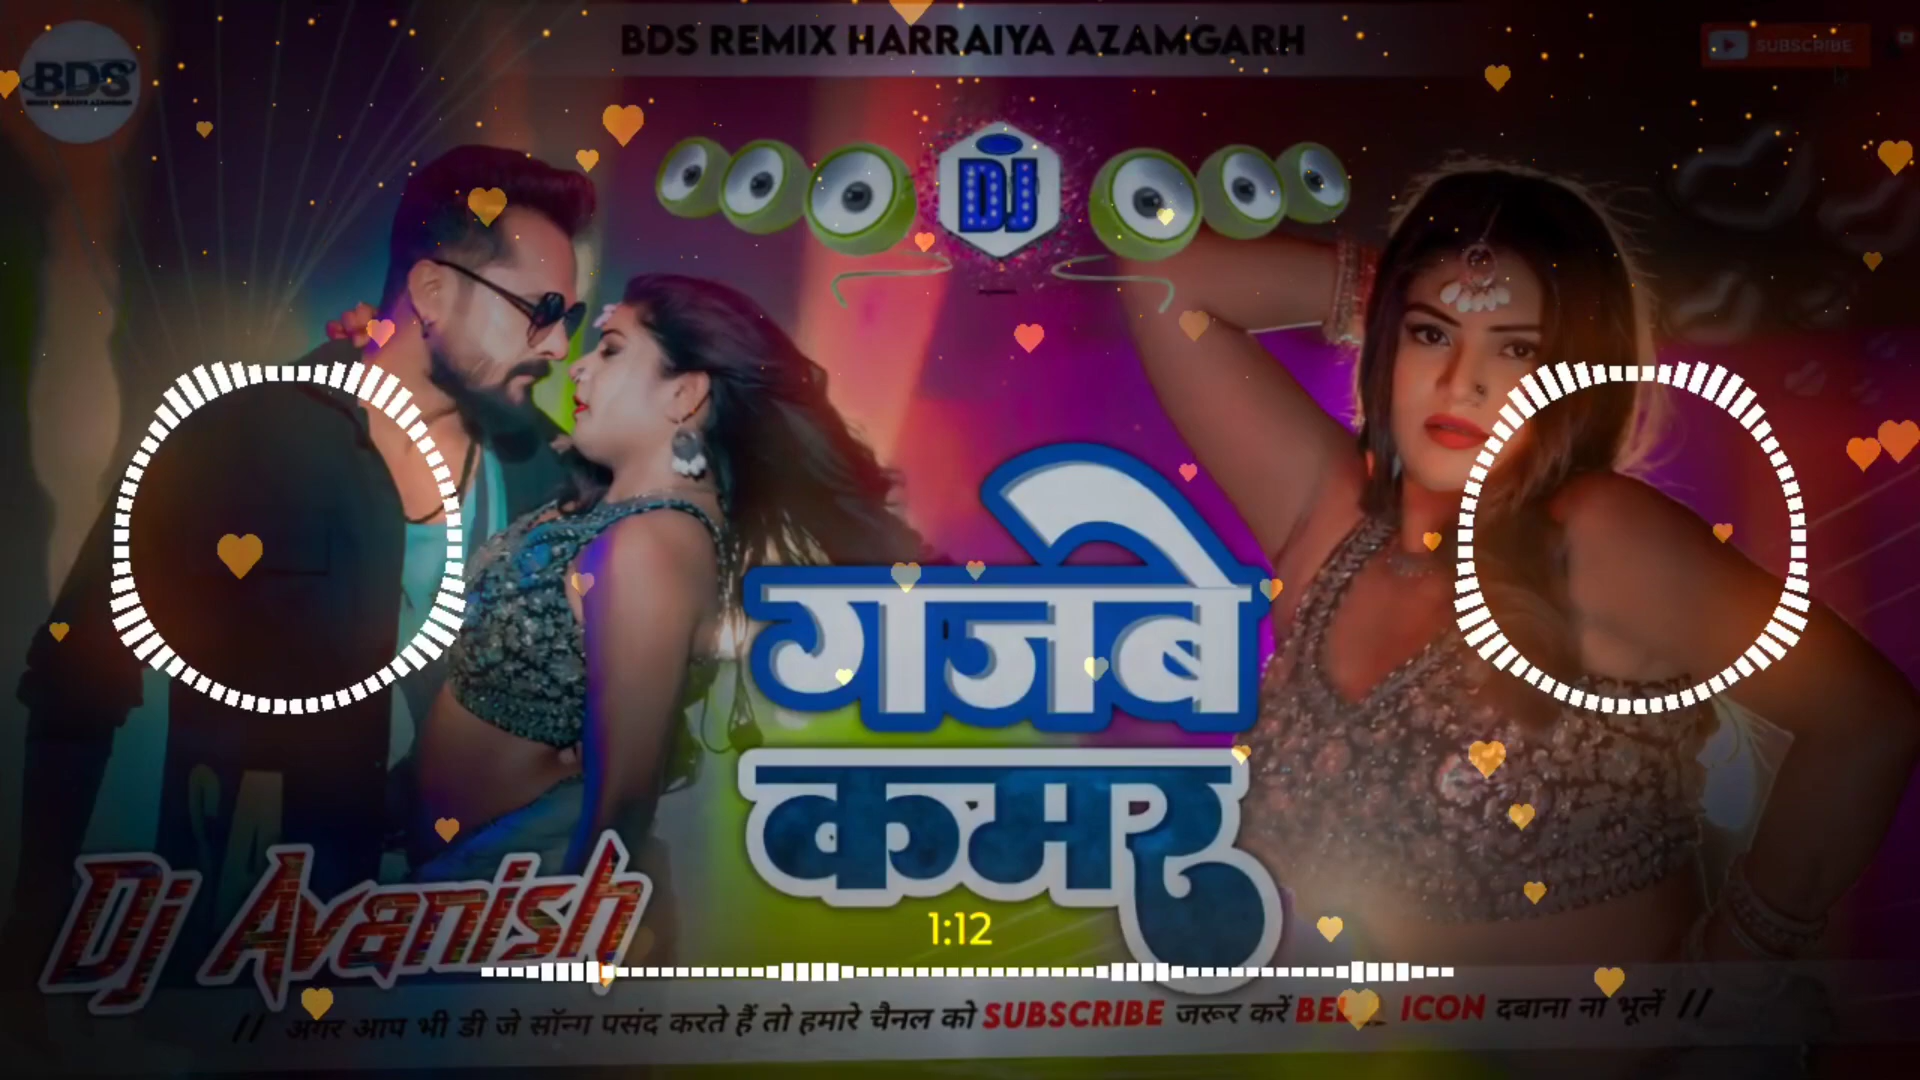 BDS REMIX HARRAIYA AZAMGARH
SUBSCRIBE
BDS
DJ
गजबे
कमर
Dj Avanish
1:12
// अगर आप भी डी जे सॉन्ग पसंद करते हैं तो हमारे चैनल को SUBSCRIBE जरूर करें BELL ICON दबाना ना भूलें //